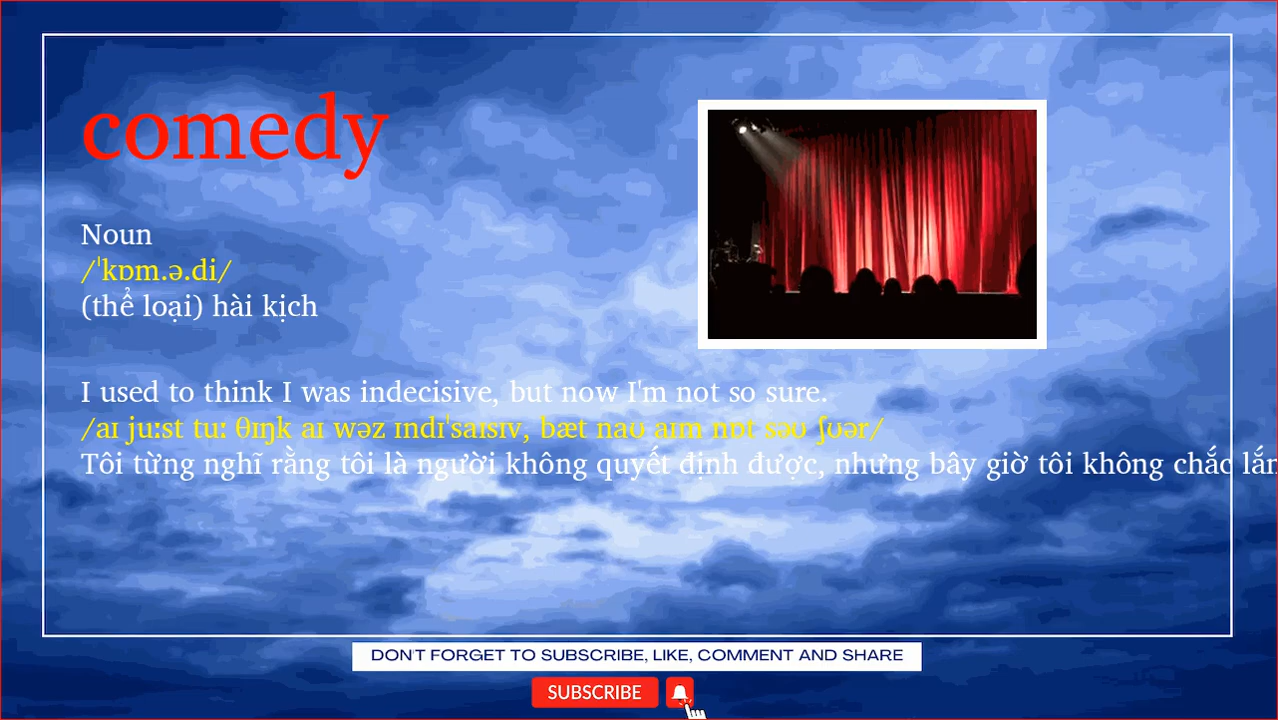 comedy
Noun
/ˈkɒm.ə.di/
(thể loại) hài kịch
I used to think I was indecisive, but now I'm not so sure.
/aɪ juːst tuː θɪŋk aɪ wəz ɪndɪˈsaɪsɪv, bæt naʊ aɪm nɒt səʊ ʃʊər/
Tôi từng nghĩ rằng tôi là người không quyết định được, nhưng bây giờ tôi không chắc
DON'T FORGET TO SUBSCRIBE, LIKE, COMMENT AND SHARE
SUBSCRIBE